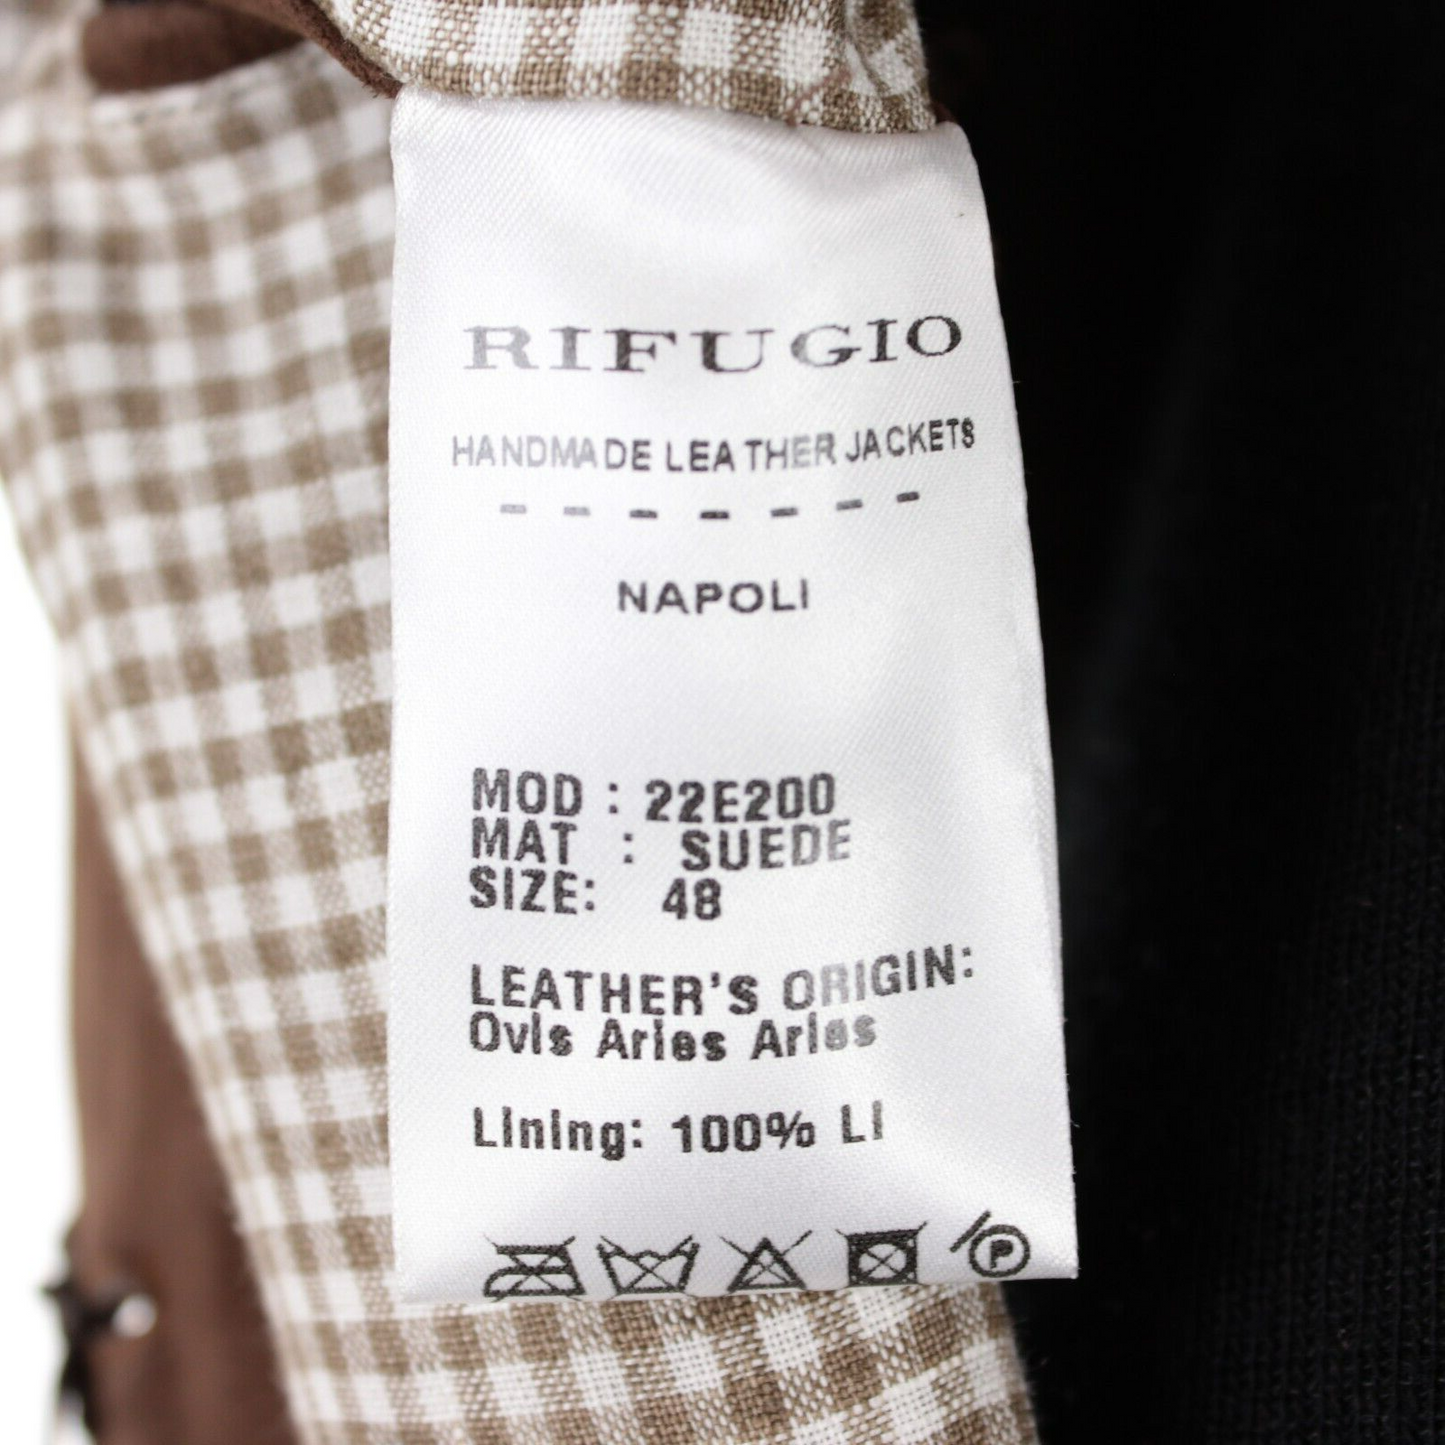 RIFUGIO
HANDMADE LEATHER JACKETS
- - - - - - -
NAPOLI
MOD : 22E200
MAT : SUEDE
SIZE: 48
LEATHER'S ORIGIN:
Ovis Aries Aries
Lining: 100% LI
P